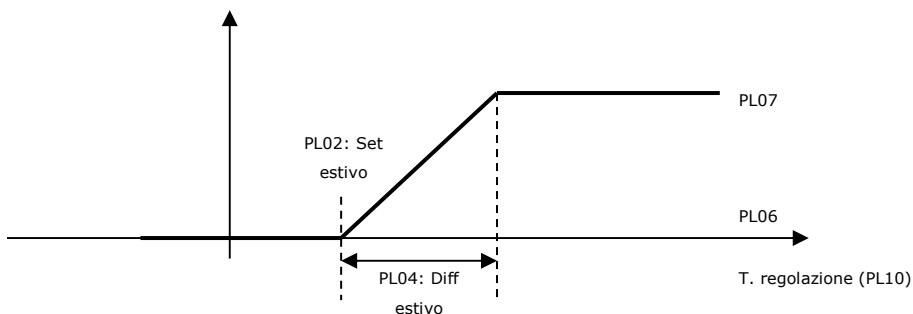 PL07
PL02: Set
estivo
PL06
PL04: Diff
estivo
T. regolazione (PL10)